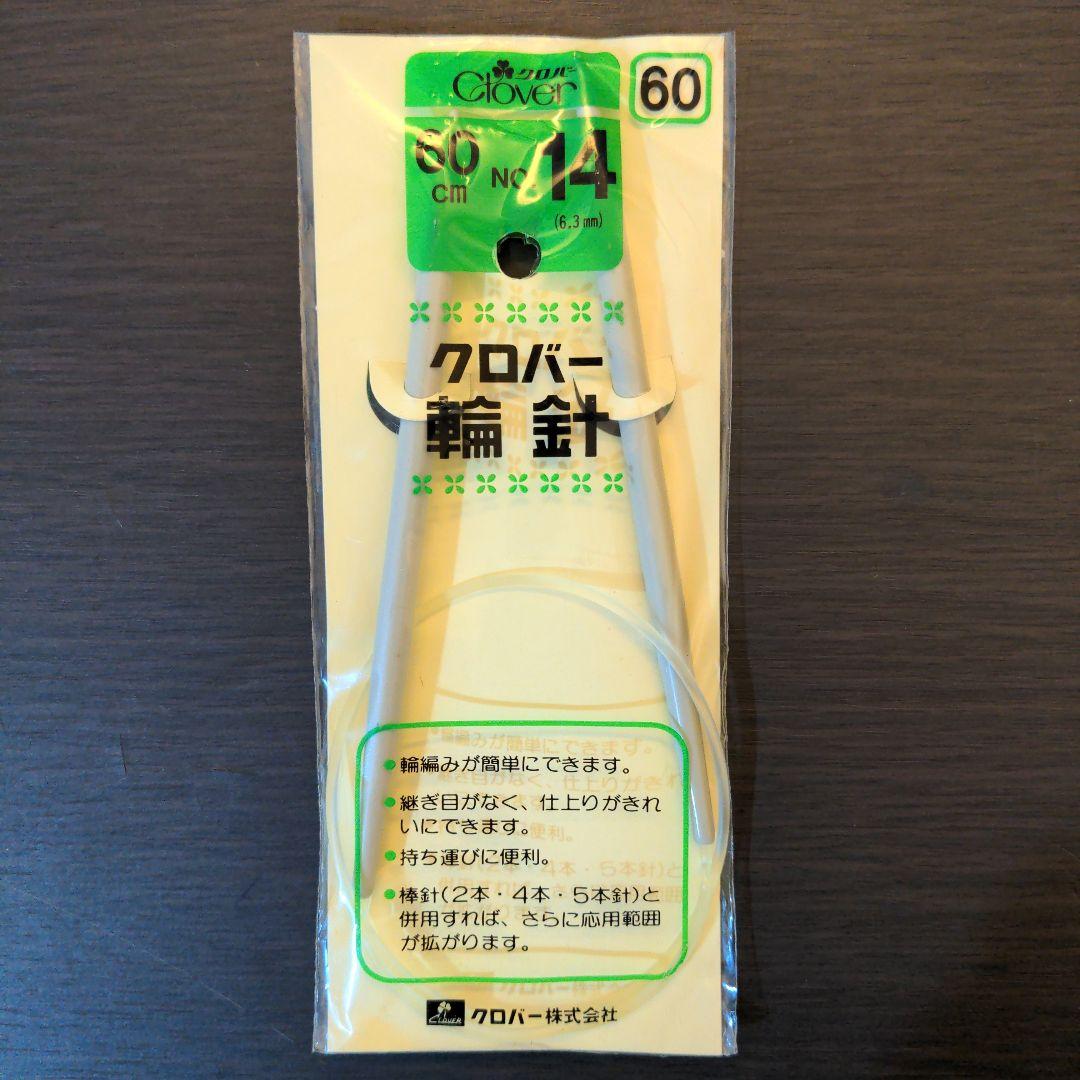 クロバー
Clover
60
60
cm
NO.
14
(6.3mm)
クロバー
輪針
●輪編みが簡単にできます。
●継ぎ目がなく、仕上りがきれ
いにできます。
●持ち運びに便利。
●棒針(2本・4本・5本針)と
併用すれば、さらに応用範囲
が拡がります。
CLOVER
クロバー株式会社